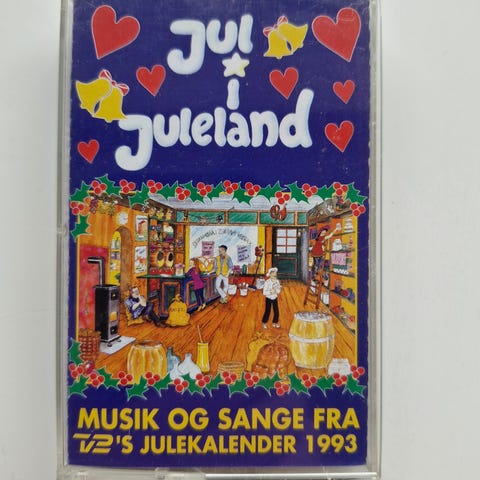 Jul
i
Juleland
MUSIK OG SANGE FRA
TV2'S JULEKALENDER 1993